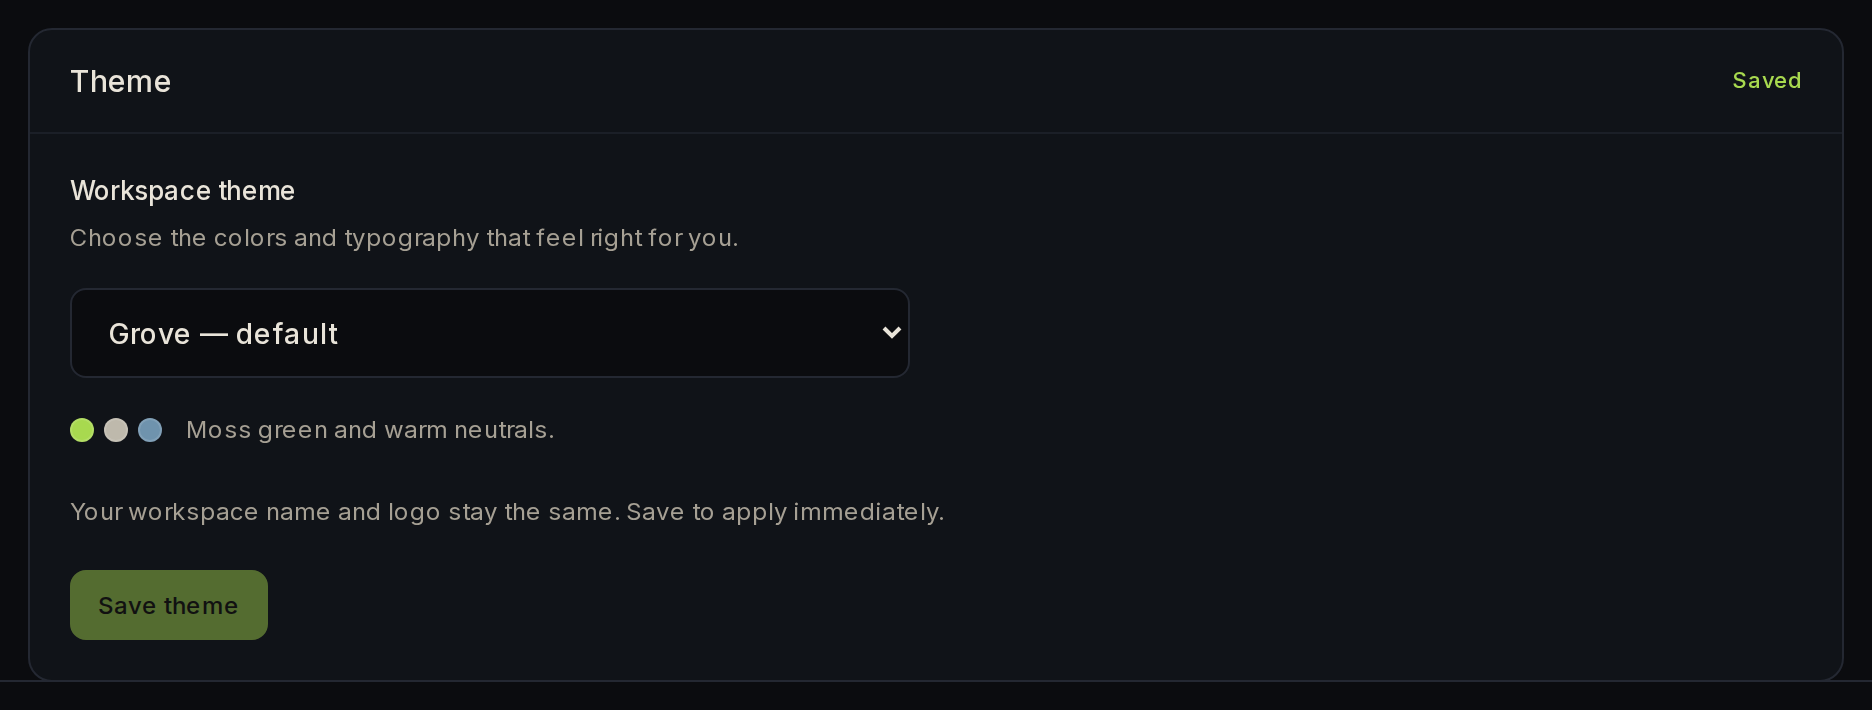 Theme
Saved
Workspace theme
Choose the colors and typography that feel right for you.
Grove — default
Moss green and warm neutrals.
Your workspace name and logo stay the same. Save to apply immediately.
Save theme